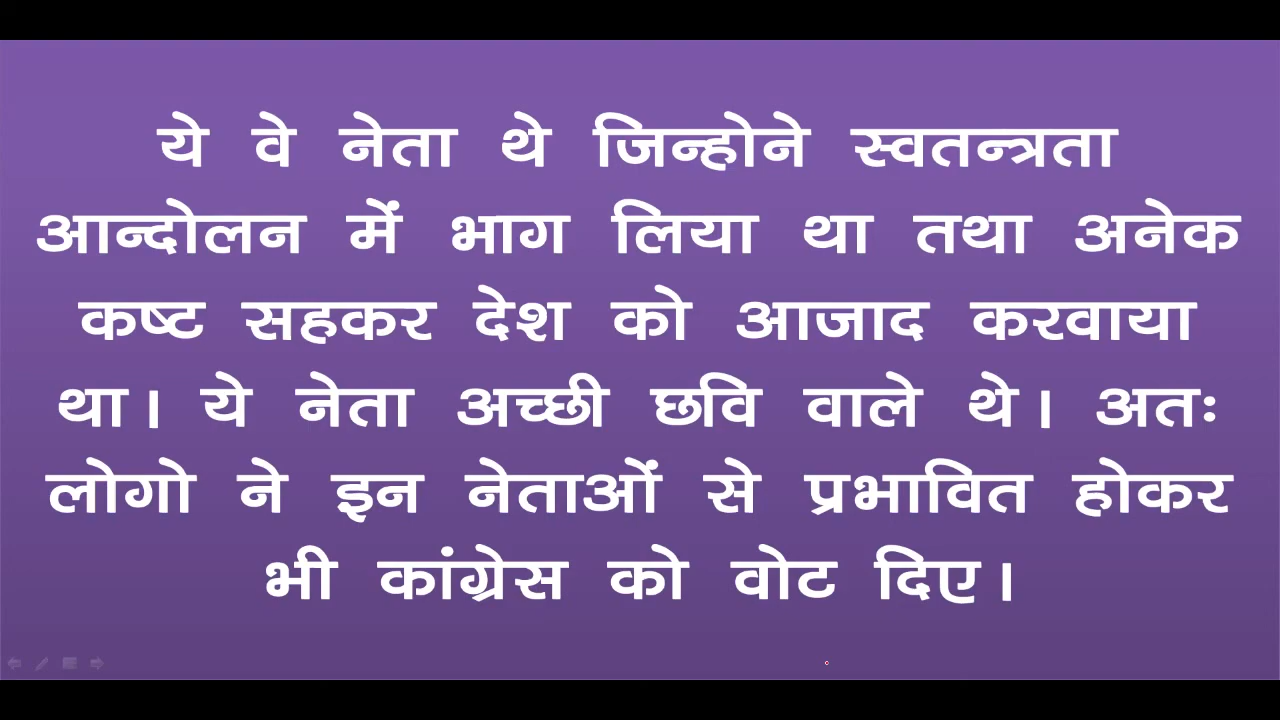 ये वे नेता थे जिन्होने स्वतन्त्रता
आन्दोलन में भाग लिया था तथा अनेक
कष्ट सहकर देश को आजाद करवाया
था। ये नेता अच्छी छवि वाले थे। अतः
लोगो ने इन नेताओं से प्रभावित होकर
भी कांग्रेस को वोट दिए।